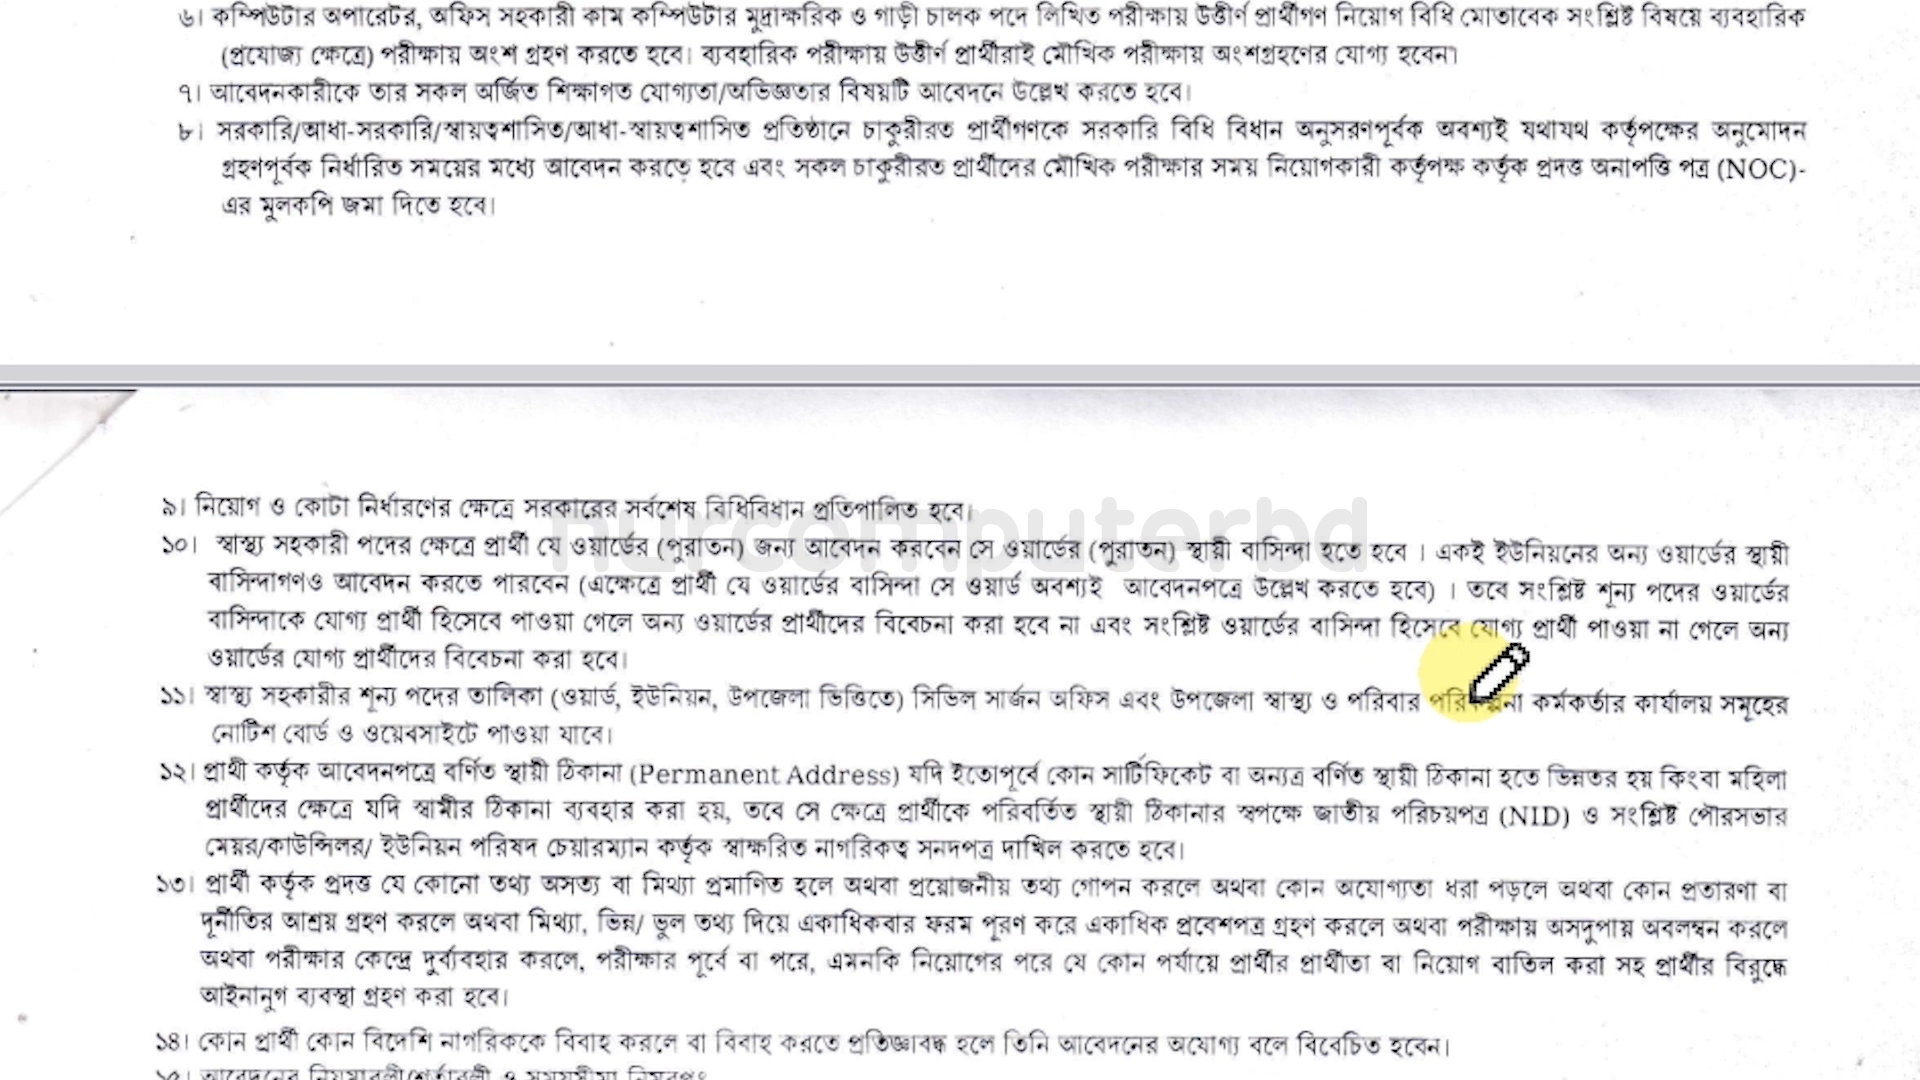 ৬। কম্পিউটার অপারেটর, অফিস সহকারী কাম কম্পিউটার মুদ্রাক্ষরিক ও গাড়ী চালক পদে লিখিত পরীক্ষায় উত্তীর্ণ প্রার্থীগণ নিয়োগ বিধি মোতাবেক সংশ্লিষ্ট বিষয়ে ব্যবহারিক
(প্রযোজ্য ক্ষেত্রে) পরীক্ষায় অংশ গ্রহণ করতে হবে। ব্যবহারিক পরীক্ষায় উত্তীর্ণ প্রার্থীরাই মৌখিক পরীক্ষায় অংশগ্রহণের যোগ্য হবেন।
৭। আবেদনকারীকে তার সকল অর্জিত শিক্ষাগত যোগ্যতা/অভিজ্ঞতার বিষয়টি আবেদনে উল্লেখ করতে হবে।
৮। সরকারি/আধা-সরকারি/স্বায়ত্বশাসিত/আধা-স্বায়ত্বশাসিত প্রতিষ্ঠানে চাকুরীরত প্রার্থীগণকে সরকারি বিধি বিধান অনুসরণপূর্বক অবশ্যই যথাযথ কর্তৃপক্ষের অনুমোদন
গ্রহণপূর্বক নির্ধারিত সময়ের মধ্যে আবেদন করতে হবে এবং সকল চাকুরীরত প্রার্থীদের মৌখিক পরীক্ষার সময় নিয়োগকারী কর্তৃপক্ষ কর্তৃক প্রদত্ত অনাপত্তি পত্র (NOC)-
এর মুলকপি জমা দিতে হবে।
৯। নিয়োগ ও কোটা নির্ধারণের ক্ষেত্রে সরকারের সর্বশেষ বিধিবিধান প্রতিপালিত হবে।
nurcomputerbd
১০। স্বাস্থ্য সহকারী পদের ক্ষেত্রে প্রার্থী যে ওয়ার্ডের (পুরাতন) জন্য আবেদন করবেন সে ওয়ার্ডের (পুরাতন) স্থায়ী বাসিন্দা হতে হবে । একই ইউনিয়নের অন্য ওয়ার্ডের স্থায়ী
বাসিন্দাগণও আবেদন করতে পারবেন (এক্ষেত্রে প্রার্থী যে ওয়ার্ডের বাসিন্দা সে ওয়ার্ড অবশ্যই আবেদনপত্রে উল্লেখ করতে হবে) । তবে সংশ্লিষ্ট শূন্য পদের ওয়ার্ডের
বাসিন্দাকে যোগ্য প্রার্থী হিসেবে পাওয়া গেলে অন্য ওয়ার্ডের প্রার্থীদের বিবেচনা করা হবে না এবং সংশ্লিষ্ট ওয়ার্ডের বাসিন্দা হিসেবে যোগ্য প্রার্থী পাওয়া না গেলে অন্য
ওয়ার্ডের যোগ্য প্রার্থীদের বিবেচনা করা হবে।
১১। স্বাস্থ্য সহকারীর শূন্য পদের তালিকা (ওয়ার্ড, ইউনিয়ন, উপজেলা ভিত্তিতে) সিভিল সার্জন অফিস এবং উপজেলা স্বাস্থ্য ও পরিবার পরিকল্পনা কর্মকর্তার কার্যালয় সমূহের
নোটিশ বোর্ড ও ওয়েবসাইটে পাওয়া যাবে।
১২। প্রার্থী কর্তৃক আবেদনপত্রে বর্ণিত স্থায়ী ঠিকানা (Permanent Address) যদি ইতোপূর্বে কোন সার্টিফিকেট বা অন্যত্র বর্ণিত স্থায়ী ঠিকানা হতে ভিন্নতর হয় কিংবা মহিলা
প্রার্থীদের ক্ষেত্রে যদি স্বামীর ঠিকানা ব্যবহার করা হয়, তবে সে ক্ষেত্রে প্রার্থীকে পরিবর্তিত স্থায়ী ঠিকানার স্বপক্ষে জাতীয় পরিচয়পত্র (NID) ও সংশ্লিষ্ট পৌরসভার
মেয়র/কাউন্সিলর/ ইউনিয়ন পরিষদ চেয়ারম্যান কর্তৃক স্বাক্ষরিত নাগরিকত্ব সনদপত্র দাখিল করতে হবে।
১৩। প্রার্থী কর্তৃক প্রদত্ত যে কোনো তথ্য অসত্য বা মিথ্যা প্রমাণিত হলে অথবা প্রয়োজনীয় তথ্য গোপন করলে অথবা কোন অযোগ্যতা ধরা পড়লে অথবা কোন প্রতারণা বা
দূর্নীতির আশ্রয় গ্রহণ করলে অথবা মিথ্যা, ভিন্ন/ ভুল তথ্য দিয়ে একাধিকবার ফরম পূরণ করে একাধিক প্রবেশপত্র গ্রহণ করলে অথবা পরীক্ষায় অসদুপায় অবলম্বন করলে
অথবা পরীক্ষার কেন্দ্রে দুর্ব্যবহার করলে, পরীক্ষার পূর্বে বা পরে, এমনকি নিয়োগের পরে যে কোন পর্যায়ে প্রার্থীর প্রার্থীতা বা নিয়োগ বাতিল করা সহ প্রার্থীর বিরুদ্ধে
আইনানুগ ব্যবস্থা গ্রহণ করা হবে।
১৪। কোন প্রার্থী কোন বিদেশি নাগরিককে বিবাহ করলে বা বিবাহ করতে প্রতিজ্ঞাবদ্ধ হলে তিনি আবেদনের অযোগ্য বলে বিবেচিত হবেন।
১৫। আবেদনের নিয়মাবলী/শর্তাবলী ও সময়সীমা নিম্নরূপঃ